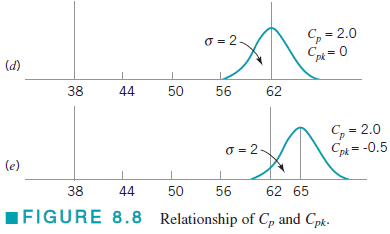 σ = 2
Cp = 2.0
Cpk = 0
(d)
38 44 50 56 62
σ = 2
Cp = 2.0
Cpk = -0.5
(e)
38 44 50 56 62 65
FIGURE 8.8 Relationship of Cp and Cpk.